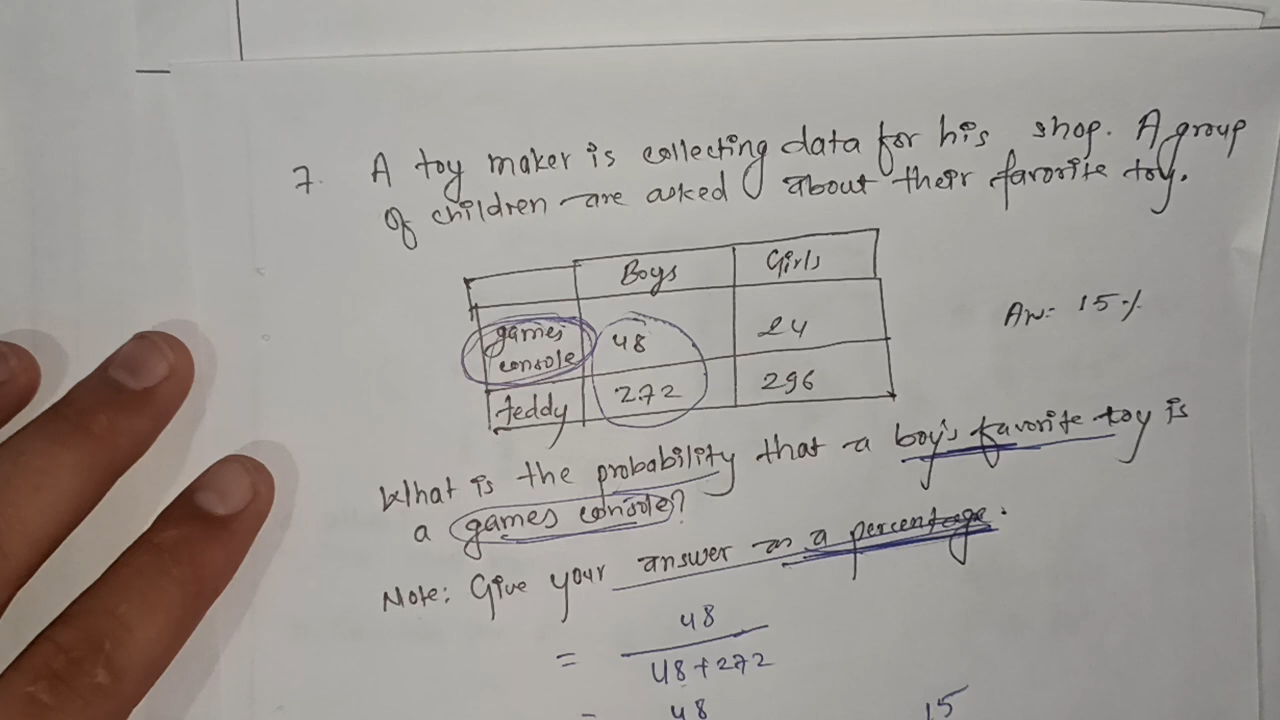 7. A toy maker is collecting data for his shop. A group
of children are asked about their favorite toy.
Boys Girls
games console 48 24
teddy 272 296
An = 15%
What is the probability that a boy's favorite toy is
a games console?
Note: Give your answer as a percentage.
= 48
48+272
= 48 15